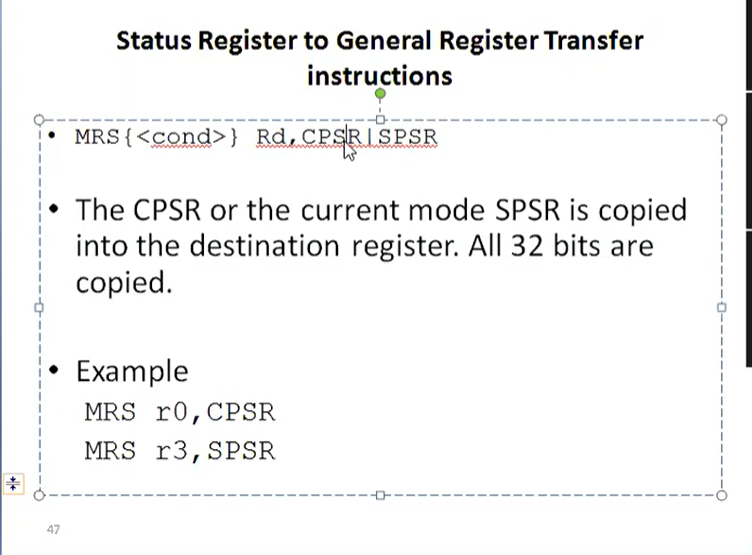 Status Register to General Register Transfer
instructions
• MRS{<cond>} Rd,CPSR|SPSR
• The CPSR or the current mode SPSR is copied
into the destination register. All 32 bits are
copied.
• Example
MRS r0,CPSR
MRS r3,SPSR
47